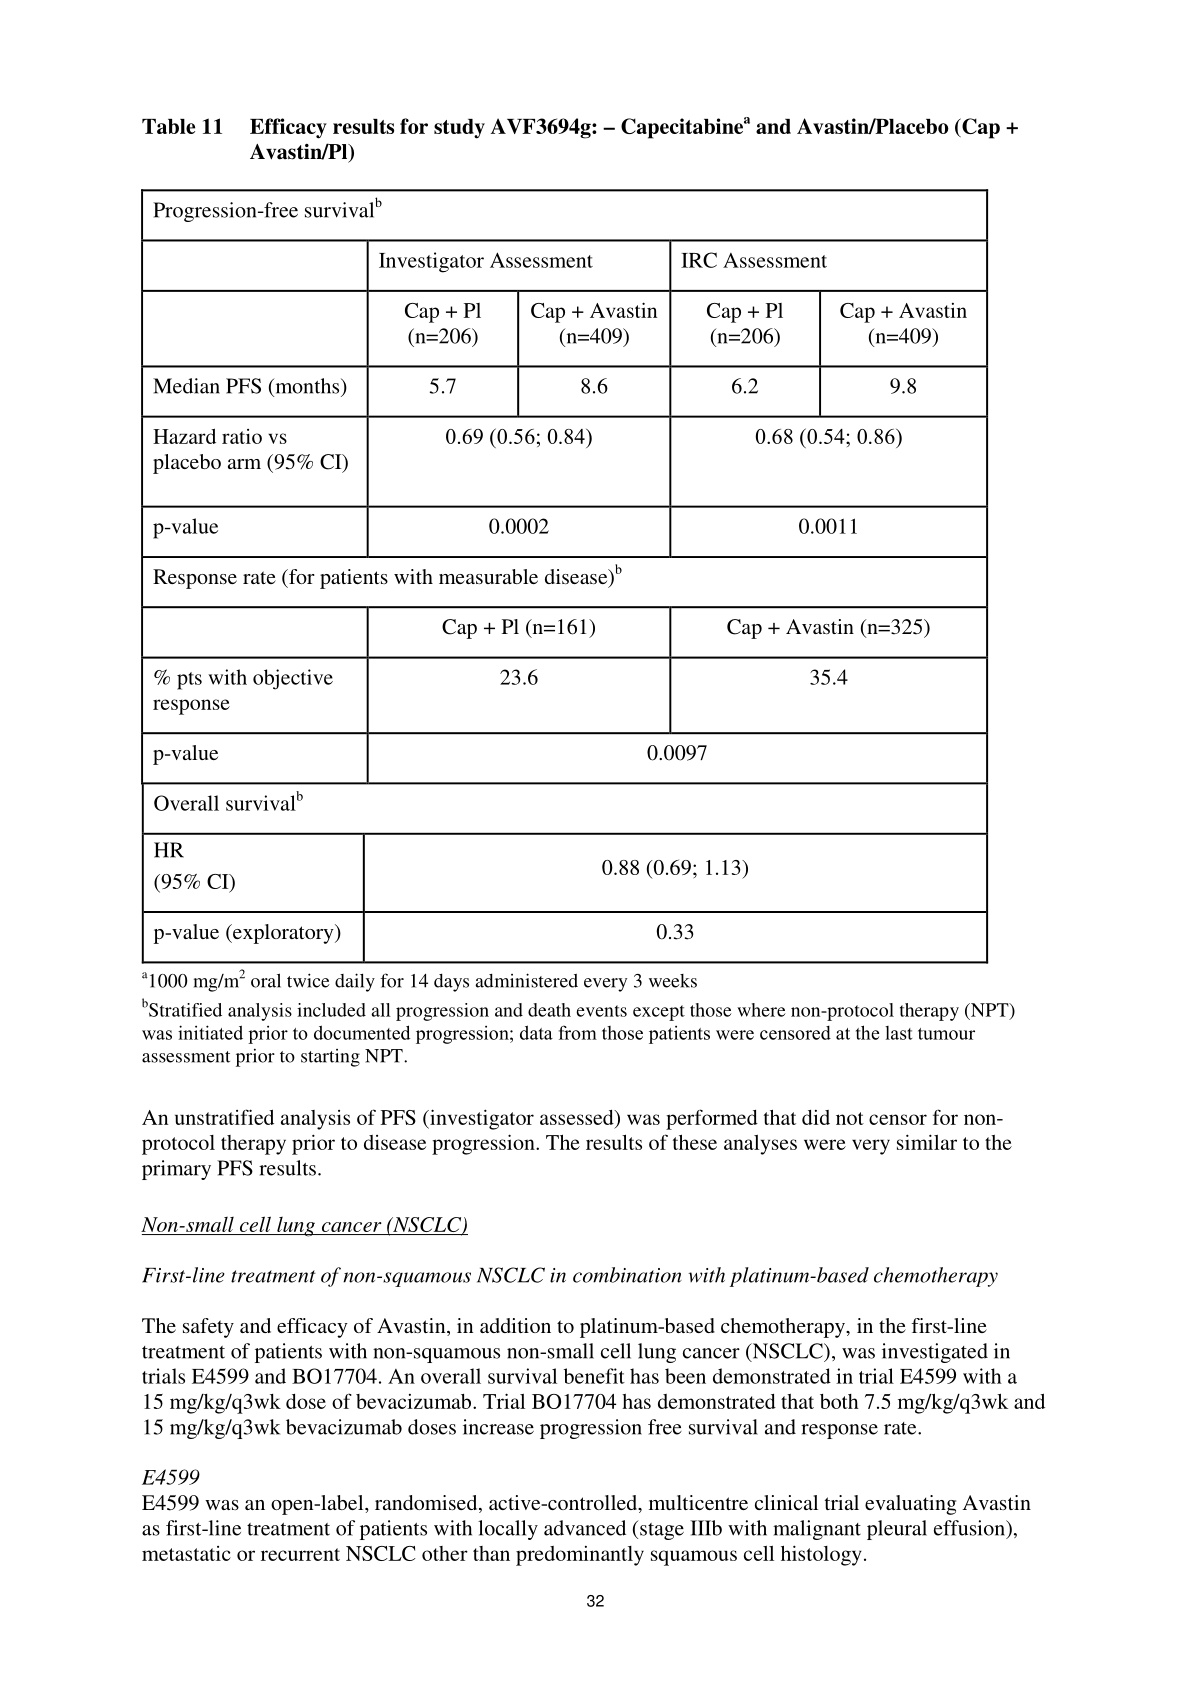 Table 11 Efficacy results for study AVF3694g: – Capecitabineᵃ and Avastin/Placebo (Cap +
Avastin/Pl)
Progression-free survivalᵇ
Investigator Assessment IRC Assessment
Cap + Pl Cap + Avastin Cap + Pl Cap + Avastin
(n=206) (n=409) (n=206) (n=409)
Median PFS (months) 5.7 8.6 6.2 9.8
Hazard ratio vs 0.69 (0.56; 0.84) 0.68 (0.54; 0.86)
placebo arm (95% CI)
p-value 0.0002 0.0011
Response rate (for patients with measurable disease)ᵇ
Cap + Pl (n=161) Cap + Avastin (n=325)
% pts with objective 23.6 35.4
response
p-value 0.0097
Overall survivalᵇ
HR
0.88 (0.69; 1.13)
(95% CI)
p-value (exploratory) 0.33
ᵃ1000 mg/m² oral twice daily for 14 days administered every 3 weeks
ᵇStratified analysis included all progression and death events except those where non-protocol therapy (NPT)
was initiated prior to documented progression; data from those patients were censored at the last tumour
assessment prior to starting NPT.
An unstratified analysis of PFS (investigator assessed) was performed that did not censor for non-
protocol therapy prior to disease progression. The results of these analyses were very similar to the
primary PFS results.
Non-small cell lung cancer (NSCLC)
First-line treatment of non-squamous NSCLC in combination with platinum-based chemotherapy
The safety and efficacy of Avastin, in addition to platinum-based chemotherapy, in the first-line
treatment of patients with non-squamous non-small cell lung cancer (NSCLC), was investigated in
trials E4599 and BO17704. An overall survival benefit has been demonstrated in trial E4599 with a
15 mg/kg/q3wk dose of bevacizumab. Trial BO17704 has demonstrated that both 7.5 mg/kg/q3wk and
15 mg/kg/q3wk bevacizumab doses increase progression free survival and response rate.
E4599
E4599 was an open-label, randomised, active-controlled, multicentre clinical trial evaluating Avastin
as first-line treatment of patients with locally advanced (stage IIIb with malignant pleural effusion),
metastatic or recurrent NSCLC other than predominantly squamous cell histology.
32